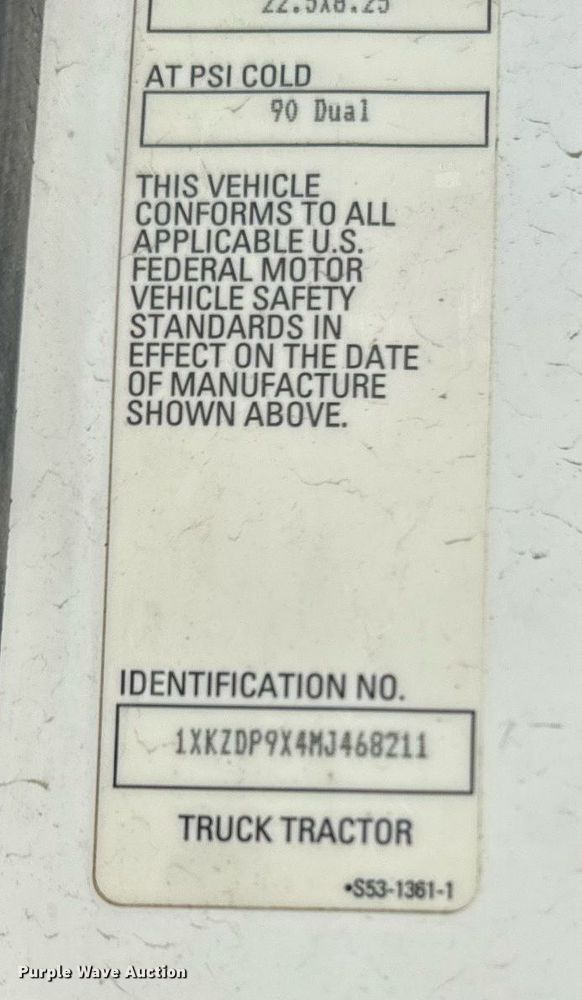 22.5X8.25
AT PSI COLD
90 Dual
THIS VEHICLE
CONFORMS TO ALL
APPLICABLE U.S.
FEDERAL MOTOR
VEHICLE SAFETY
STANDARDS IN
EFFECT ON THE DATE
OF MANUFACTURE
SHOWN ABOVE.
IDENTIFICATION NO.
1XKZDP9X4MJ468211
TRUCK TRACTOR
•S53-1361-1
Purple Wave Auction